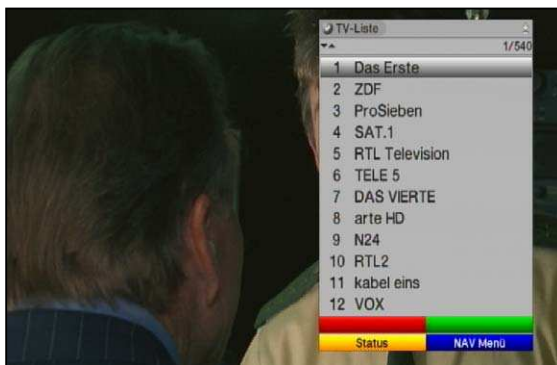 TV-Liste
1/540
1 Das Erste
2 ZDF
3 ProSieben
4 SAT.1
5 RTL Television
6 TELE 5
7 DAS VIERTE
8 arte HD
9 N24
10 RTL2
11 kabel eins
12 VOX
Status NAV Menü